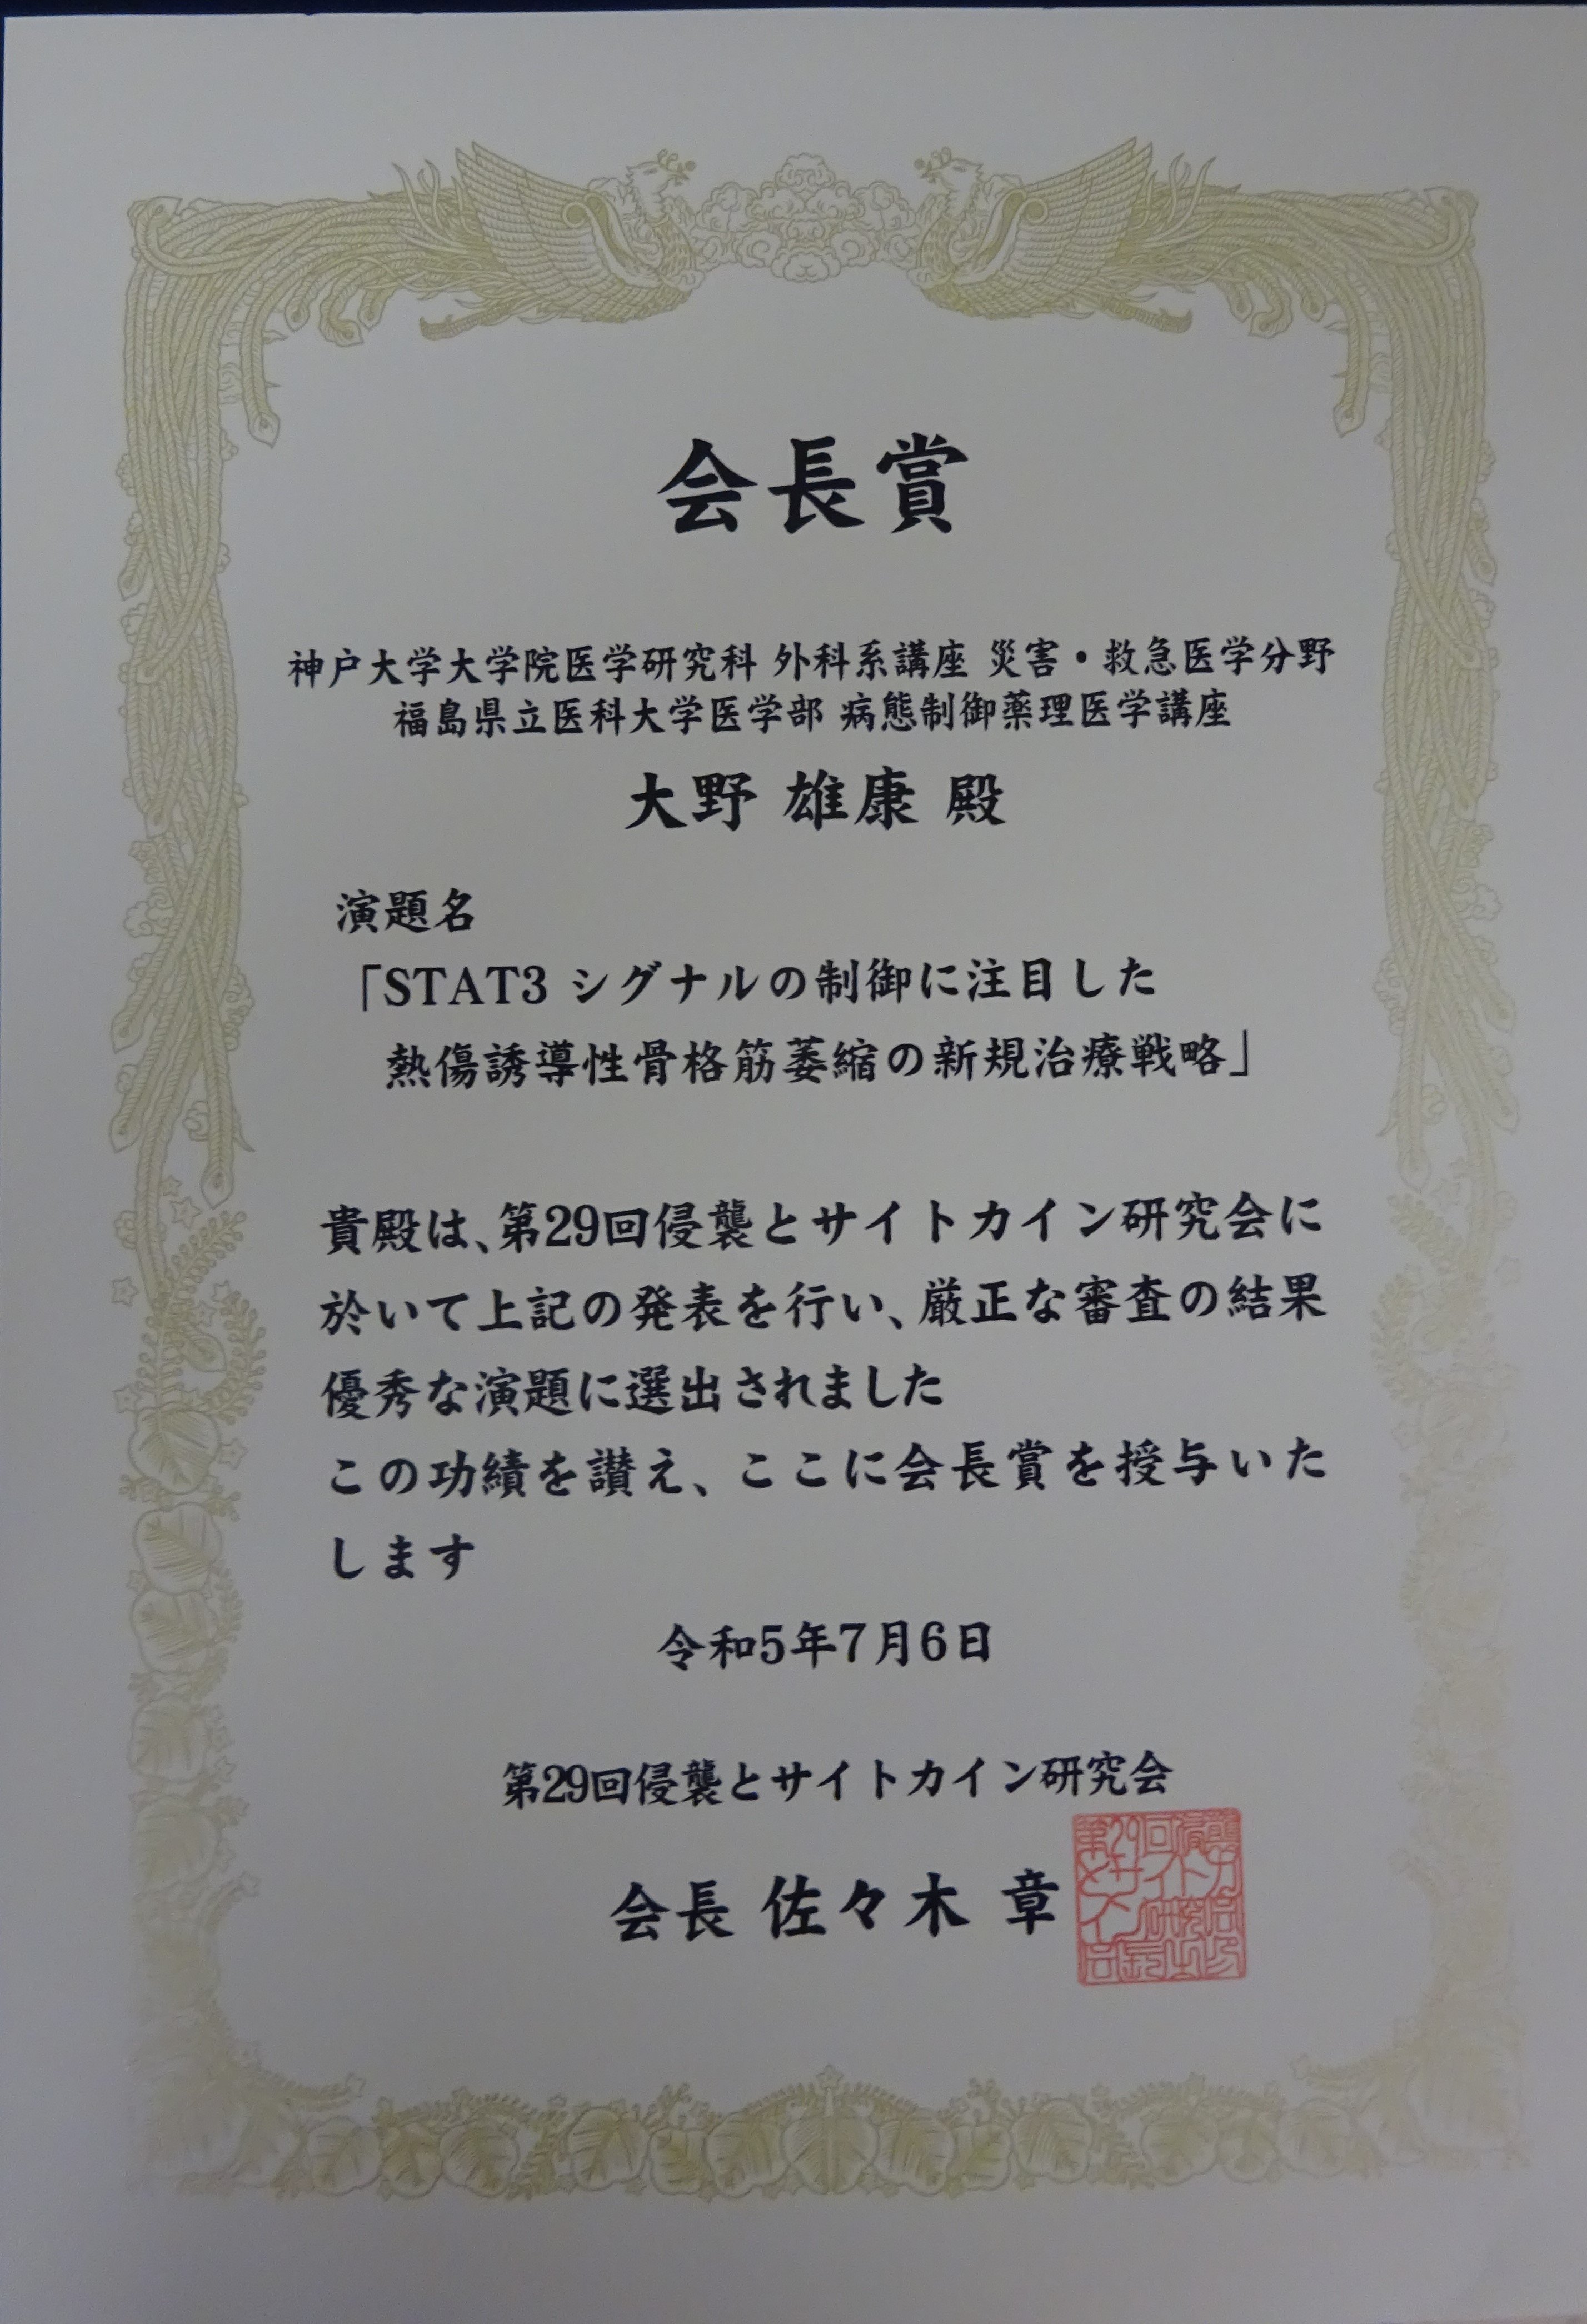 会長賞
神戸大学大学院医学研究科 外科系講座 災害・救急医学分野
福島県立医科大学医学部 病態制御薬理医学講座
大野 雄康 殿
演題名
「STAT3 シグナルの制御に注目した
熱傷誘導性骨格筋萎縮の新規治療戦略」
貴殿は、第29回侵襲とサイトカイン研究会に
於いて上記の発表を行い、厳正な審査の結果
優秀な演題に選出されました
この功績を讃え、ここに会長賞を授与いた
します
令和5年7月6日
第29回侵襲とサイトカイン研究会
会長 佐々木 章